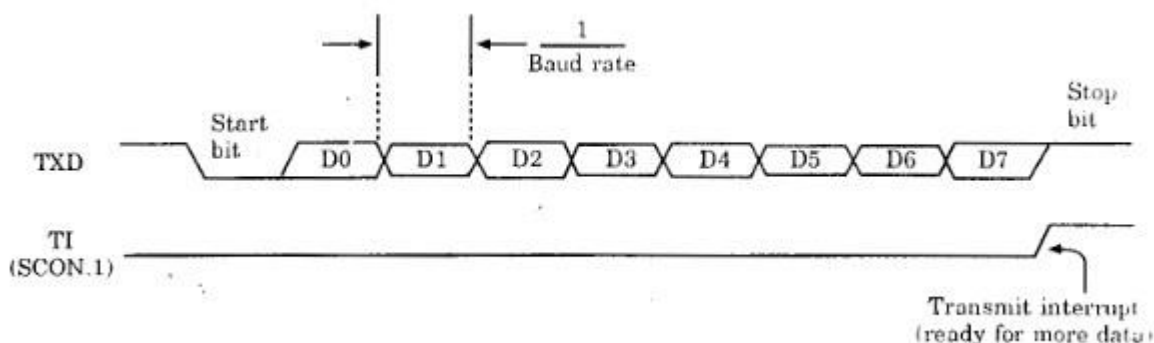 1
Baud rate
Start
bit
Stop
bit
TXD
D0 D1 D2 D3 D4 D5 D6 D7
TI
(SCON.1)
Transmit interrupt
(ready for more data)